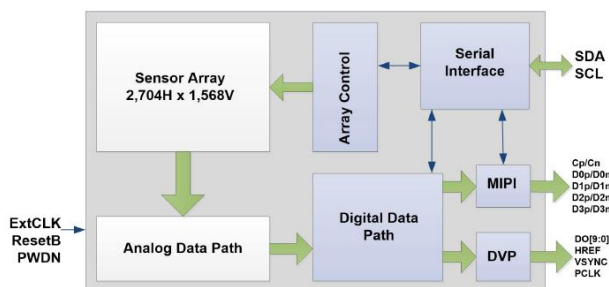 Sensor Array
2,704H x 1,568V
Array Control
Serial
Interface
SDA
SCL
Cp/Cn
D0p/D0n
D1p/D1n
D2p/D2n
D3p/D3n
MIPI
ExtCLK
ResetB
PWDN
Analog Data Path
Digital Data
Path
DVP
DO[9:0]
HREF
VSYNC
PCLK